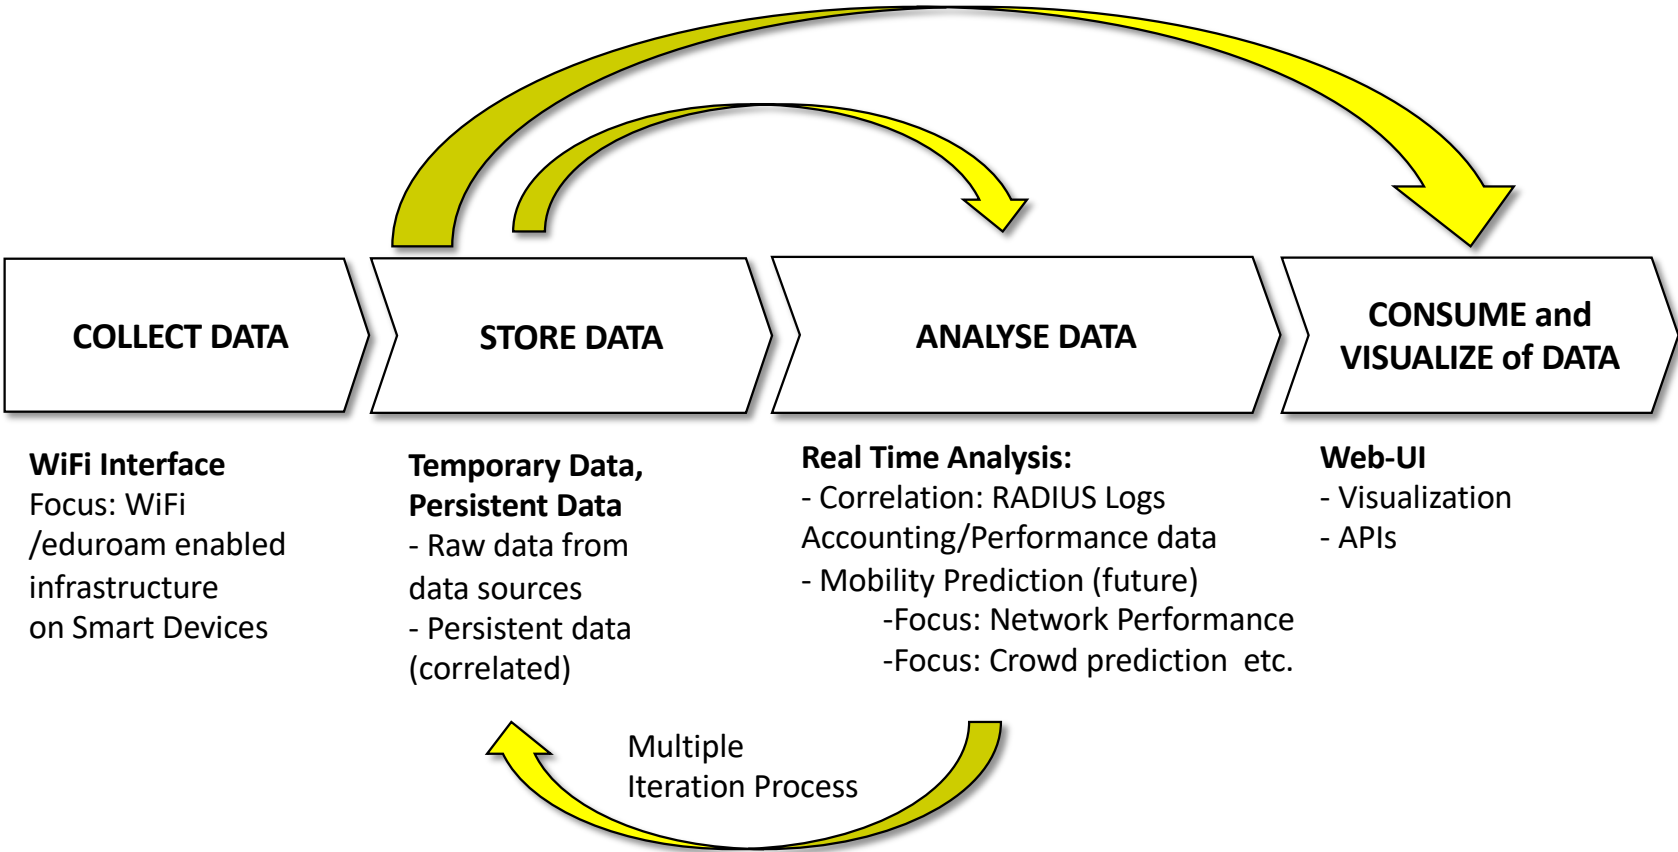 COLLECT DATA
STORE DATA
ANALYSE DATA
CONSUME and
VISUALIZE of DATA
WiFi Interface
Focus: WiFi
/eduroam enabled
infrastructure
on Smart Devices
Temporary Data,
Persistent Data
- Raw data from
data sources
- Persistent data
(correlated)
Real Time Analysis:
- Correlation: RADIUS Logs
Accounting/Performance data
- Mobility Prediction (future)
-Focus: Network Performance
-Focus: Crowd prediction  etc.
Web-UI
- Visualization
- APIs
Multiple
Iteration Process